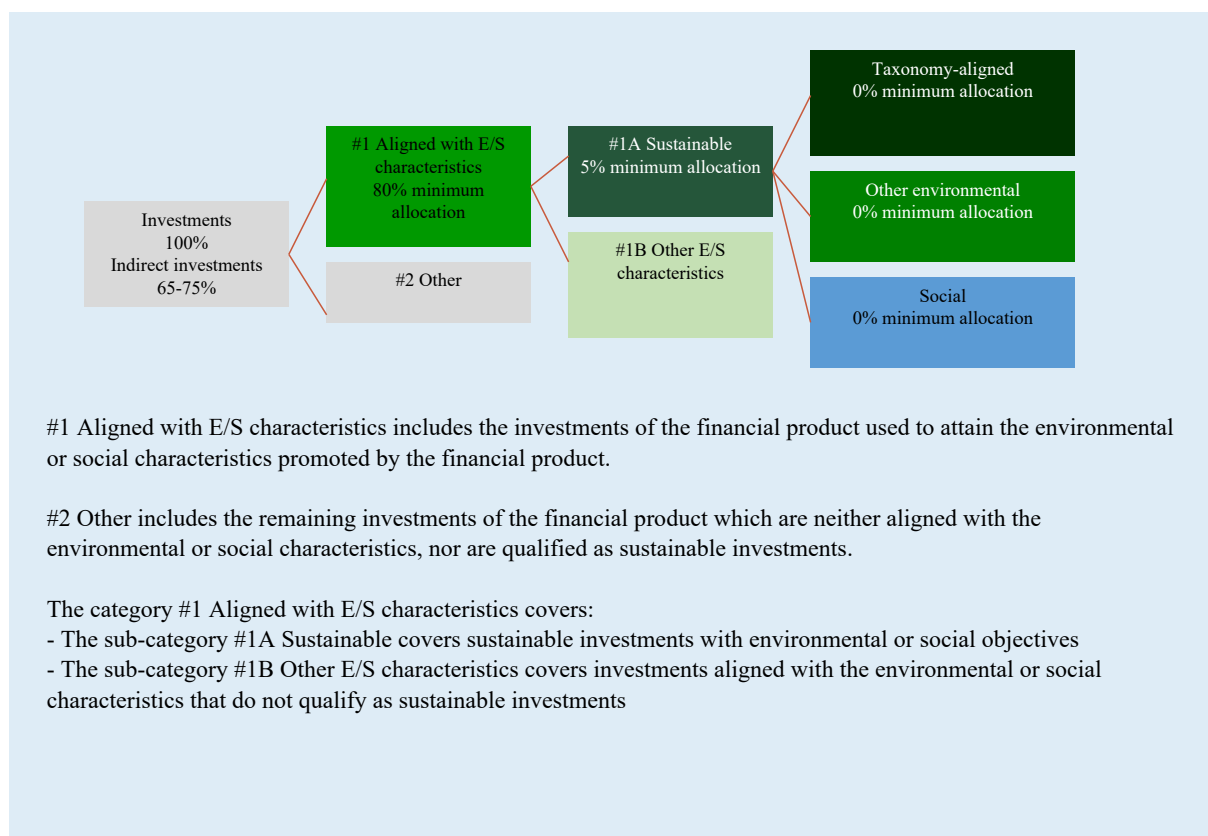 Investments
100%
Indirect investments
65-75%
#1 Aligned with E/S
characteristics
80% minimum
allocation
#2 Other
#1A Sustainable
5% minimum allocation
#1B Other E/S
characteristics
Taxonomy-aligned
0% minimum allocation
Other environmental
0% minimum allocation
Social
0% minimum allocation
#1 Aligned with E/S characteristics includes the investments of the financial product used to attain the environmental
or social characteristics promoted by the financial product.
#2 Other includes the remaining investments of the financial product which are neither aligned with the
environmental or social characteristics, nor are qualified as sustainable investments.
The category #1 Aligned with E/S characteristics covers:
- The sub-category #1A Sustainable covers sustainable investments with environmental or social objectives
- The sub-category #1B Other E/S characteristics covers investments aligned with the environmental or social
characteristics that do not qualify as sustainable investments